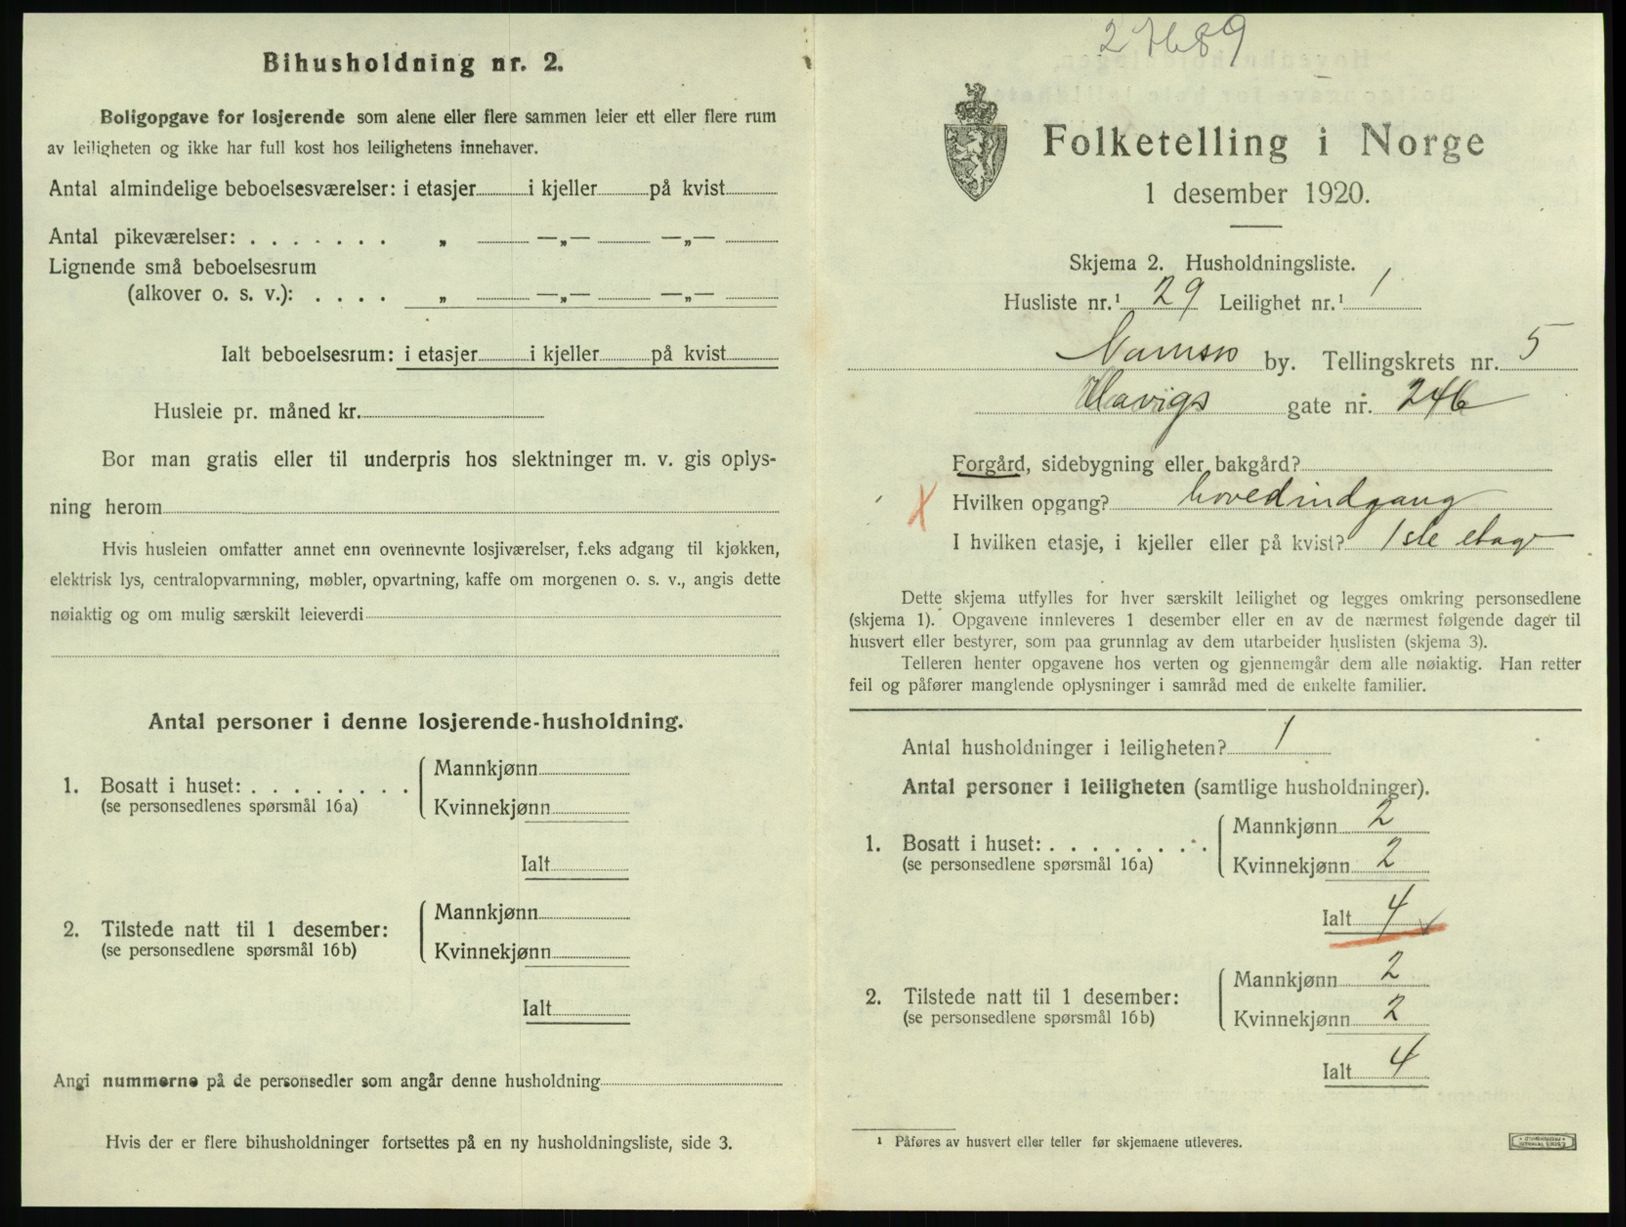 Bihusholdning nr. 2.
Boligopgave for losjerende som alene eller flere sammen leier ett eller flere rum
av leiligheten og ikke har full kost hos leilighetens innehaver.
Antal almindelige beboelsesværelser: i etasjer i kjeller på kvist
Antal pikeværelser: . . . . . . . „ —„— —„—
Lignende små beboelsesrum
(alkover o. s. v.): . . . . „ —„— —„—
Ialt beboelsesrum: i etasjer i kjeller på kvist
Husleie pr. måned kr.
Bor man gratis eller til underpris hos slektninger m. v. gis oplys-
ning herom
Hvis husleien omfatter annet enn ovennevnte losjiværelser, f.eks adgang til kjøkken,
elektrisk lys, centralopvarmning, møbler, opvartning, kaffe om morgenen o. s. v., angis dette
nøiaktig og om mulig særskilt leieverdi
Antal personer i denne losjerende-husholdning.
1. Bosatt i huset: . . . . . . . .
(se personsedlenes spørsmål 16a)
Mannkjønn
Kvinnekjønn
Ialt
2. Tilstede natt til 1 desember:
(se personsedlene spørsmål 16b)
Mannkjønn
Kvinnekjønn
Ialt
Angi nummerne på de personsedler som angår denne husholdning
Hvis der er flere bihusholdninger fortsettes på en ny husholdningsliste, side 3.
Folketelling i Norge
1 desember 1920.
Skjema 2. Husholdningsliste.
Husliste nr.¹ 29 Leilighet nr.¹ 1
Namsos by. Tellingskrets nr. 5
Havigs gate nr. 24b
Forgård, sidebygning eller bakgård?
Hvilken opgang? hovedindgang
I hvilken etasje, i kjeller eller på kvist? 1ste etage
Dette skjema utfylles for hver særskilt leilighet og legges omkring personsedlene
(skjema 1). Opgavene innleveres 1 desember eller en av de nærmest følgende dager til
husvert eller bestyrer, som paa grunnlag av dem utarbeider huslisten (skjema 3).
Telleren henter opgavene hos verten og gjennemgår dem alle nøiaktig. Han retter
feil og påfører manglende oplysninger i samråd med de enkelte familier.
Antal husholdninger i leiligheten? 1
Antal personer i leiligheten (samtlige husholdninger).
1. Bosatt i huset: . . . . . . . .
(se personsedlene spørsmål 16a)
Mannkjønn 2
Kvinnekjønn 2
Ialt 4
2. Tilstede natt til 1 desember:
(se personsedlene spørsmål 16b)
Mannkjønn 2
Kvinnekjønn 2
Ialt 4
¹ Påføres av husvert eller teller før skjemaene utleveres.